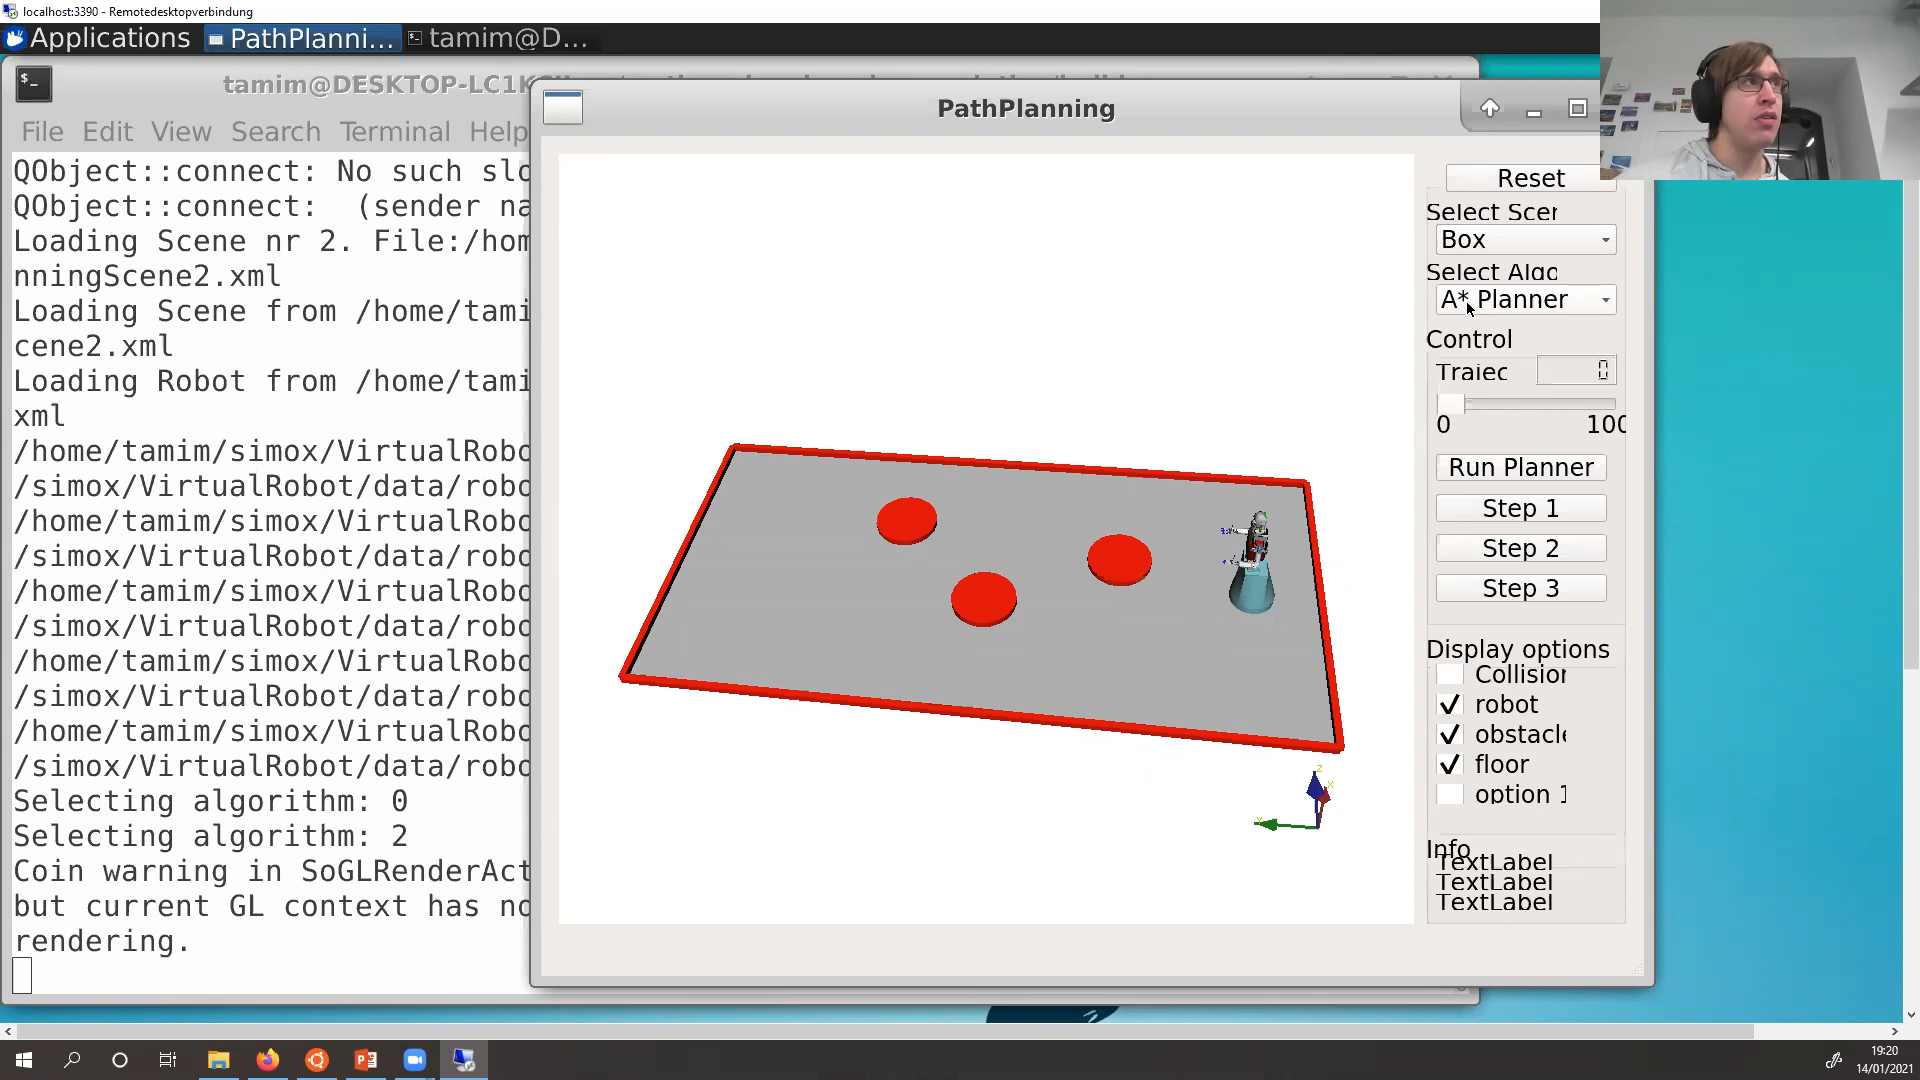 localhost:3390 - Remotedesktopverbindung
Applications
PathPlanni...
tamim@D...
tamim@DESKTOP-LC1K
PathPlanning
File Edit View Search Terminal Help
QObject::connect: No such slo
QObject::connect:  (sender na
Loading Scene nr 2. File:/hom
nningScene2.xml
Loading Scene from /home/tami
cene2.xml
Loading Robot from /home/tami
xml
/home/tamim/simox/VirtualRobo
/simox/VirtualRobot/data/robo
/home/tamim/simox/VirtualRobo
/simox/VirtualRobot/data/robo
/home/tamim/simox/VirtualRobo
/simox/VirtualRobot/data/robo
/home/tamim/simox/VirtualRobo
/simox/VirtualRobot/data/robo
/home/tamim/simox/VirtualRobo
/simox/VirtualRobot/data/robo
Selecting algorithm: 0
Selecting algorithm: 2
Coin warning in SoGLRenderAct
but current GL context has no
rendering.
Reset
Select Scer
Box
Select Algo
A* Planner
Control
Trajec
0
0 100
Run Planner
Step 1
Step 2
Step 3
Display options
Collision
robot
obstacle
floor
option 1
Info
TextLabel
TextLabel
TextLabel
z
x
y
19:20
14/01/2021